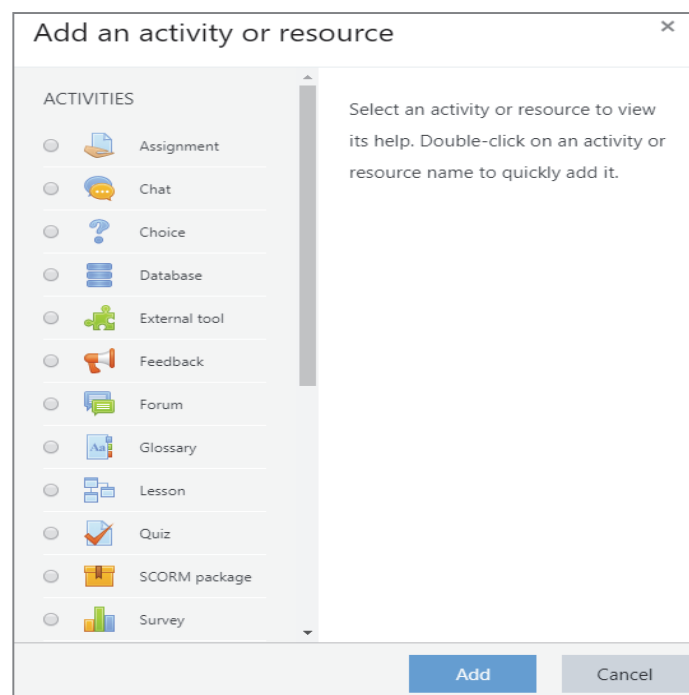 Add an activity or resource
×
ACTIVITIES
Assignment
Chat
Choice
Database
External tool
Feedback
Forum
Glossary
Lesson
Quiz
SCORM package
Survey
Select an activity or resource to view
its help. Double-click on an activity or
resource name to quickly add it.
Add
Cancel